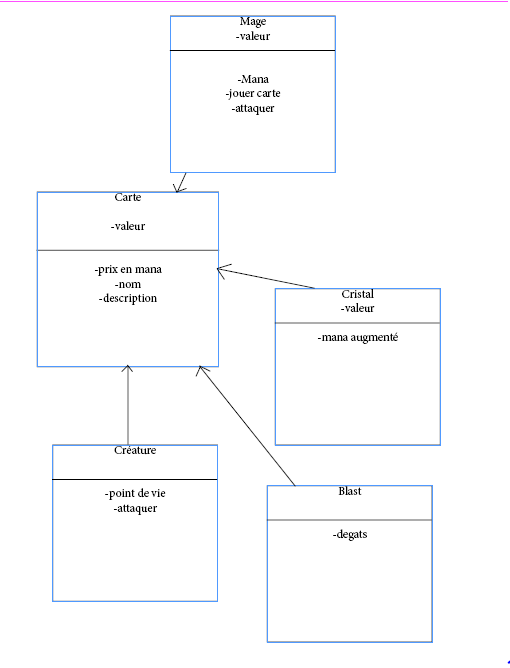 Mage
-valeur
-Mana
-jouer carte
-attaquer
Carte
-valeur
-prix en mana
-nom
-description
Cristal
-valeur
-mana augmenté
Créature
-point de vie
-attaquer
Blast
-degats